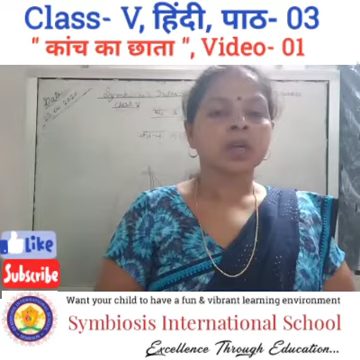 Class- V, हिंदी, पाठ- 03
" कांच का छाता ", Video- 01
Class V
Like
Subscribe
Want your child to have a fun & vibrant learning environment
Symbiosis International School
Excellence Through Education...